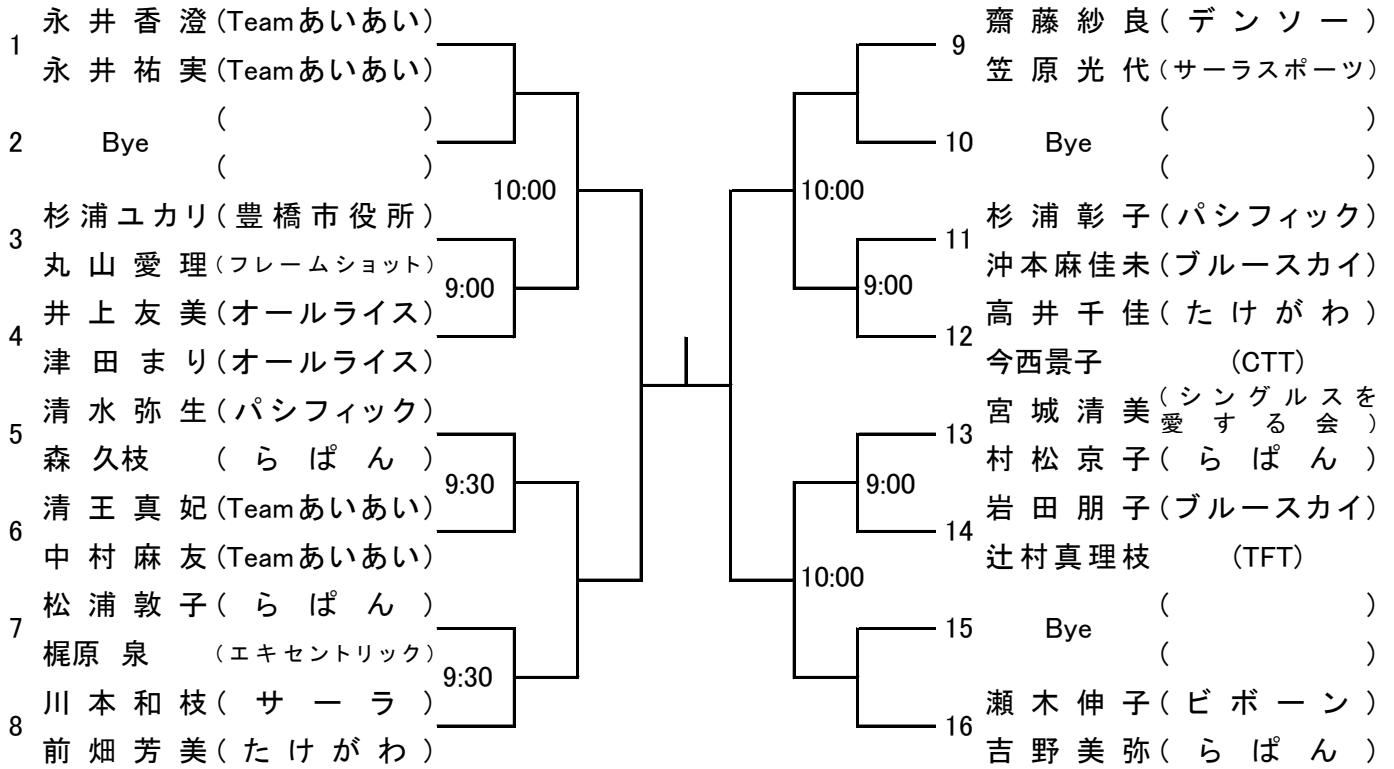 1 永井香澄(Teamあいあい)
永井祐実(Teamあいあい)
2 Bye ( )
( )
10:00
3 杉浦ユカリ(豊橋市役所)
丸山愛理(フレームショット)
9:00
4 井上友美(オールライス)
津田まり(オールライス)
5 清水弥生(パシフィック)
森久枝(らぱん)
9:30
6 清王真妃(Teamあいあい)
中村麻友(Teamあいあい)
7 松浦敦子(らぱん)
梶原泉(エキセントリック)
9:30
8 川本和枝(サーラ)
前畑芳美(たけがわ)
9 齋藤紗良(デンソー)
笠原光代(サーラスポーツ)
10 Bye ( )
( )
10:00
11 杉浦彰子(パシフィック)
沖本麻佳未(ブルースカイ)
9:00
12 高井千佳(たけがわ)
今西景子(CTT)
13 宮城清美(シングルスを
愛する会)
村松京子(らぱん)
9:00
14 岩田朋子(ブルースカイ)
辻村真理枝(TFT)
10:00
15 Bye ( )
( )
16 瀬木伸子(ビボーン)
吉野美弥(らぱん)